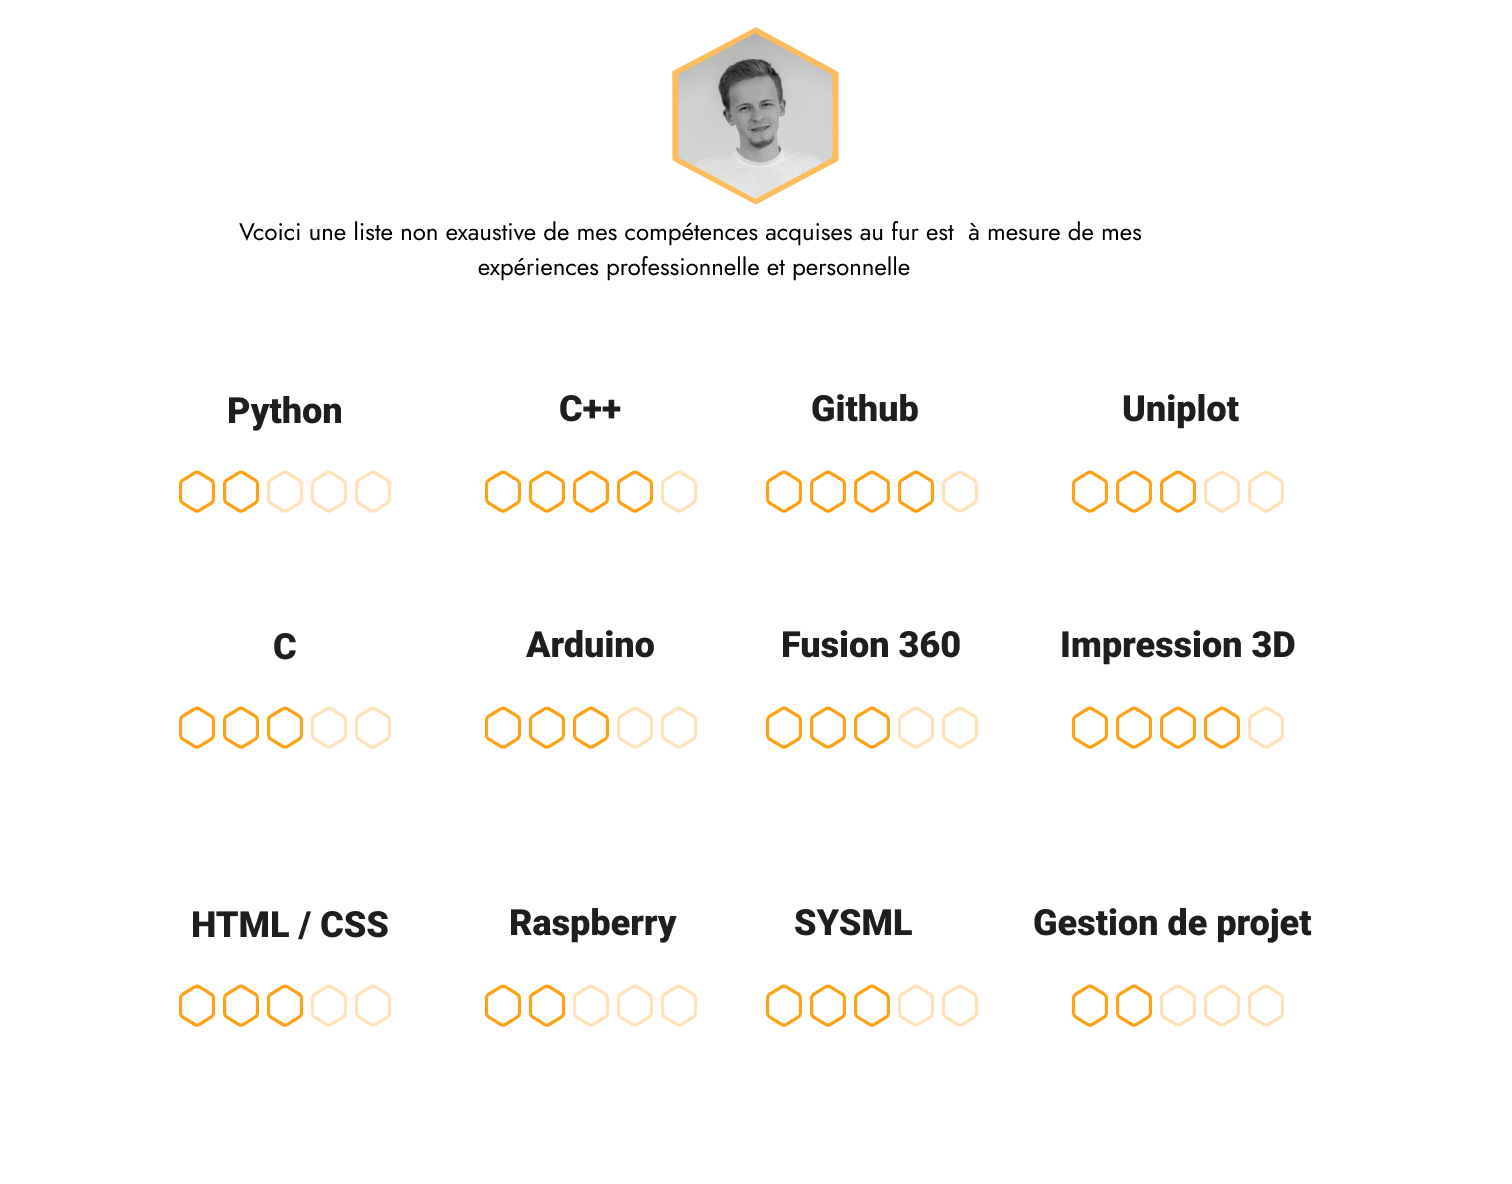 Vcoici une liste non exaustive de mes compétences acquises au fur est  à mesure de mes
expériences professionnelle et personnelle
Python
C++
Github
Uniplot
C
Arduino
Fusion 360
Impression 3D
HTML / CSS
Raspberry
SYSML
Gestion de projet